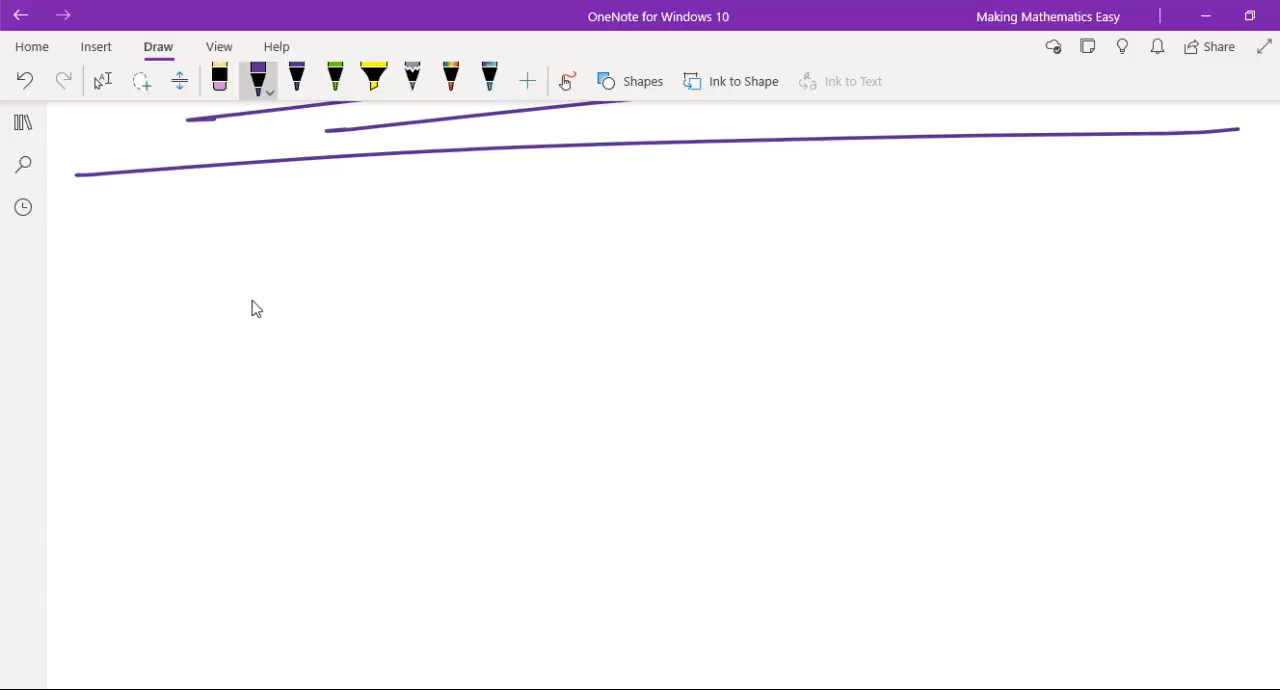 OneNote for Windows 10
Making Mathematics Easy
Home Insert Draw View Help
Share
Shapes
Ink to Shape
Ink to Text